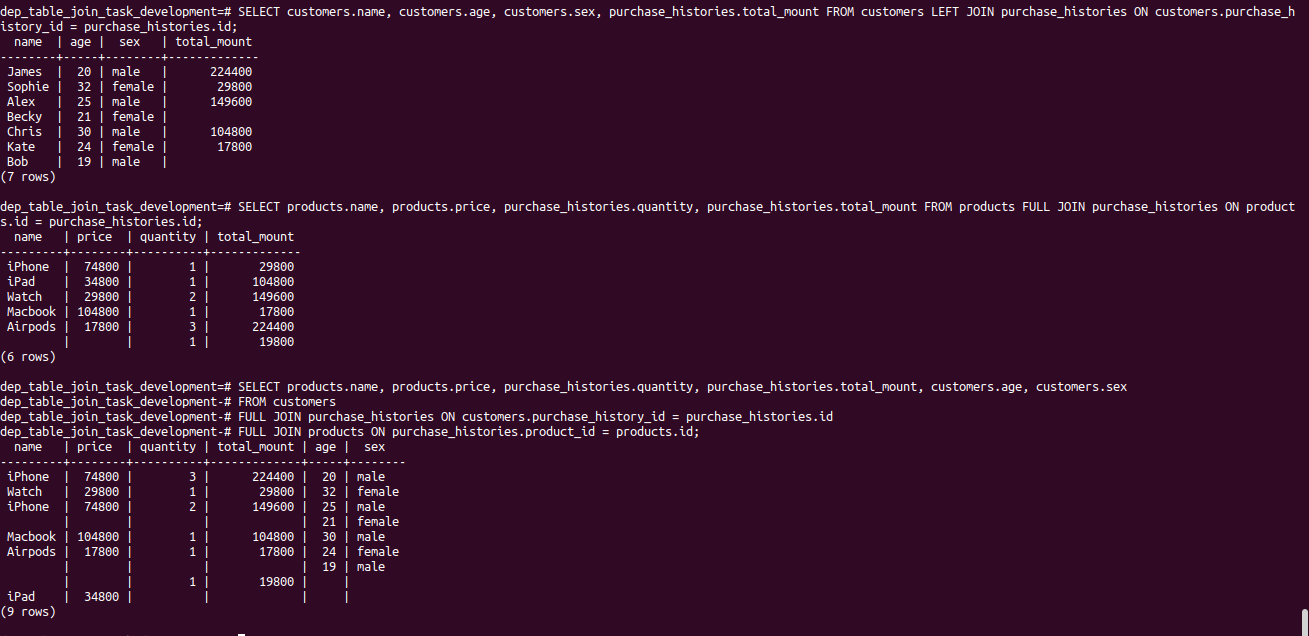 dep_table_join_task_development=# SELECT customers.name, customers.age, customers.sex, purchase_histories.total_mount FROM customers LEFT JOIN purchase_histories ON customers.purchase_h
istory_id = purchase_histories.id;
  name  | age |  sex   | total_mount
--------+-----+--------+-------------
 James  |  20 | male   |      224400
 Sophie |  32 | female |       29800
 Alex   |  25 | male   |      149600
 Becky  |  21 | female |
 Chris  |  30 | male   |      104800
 Kate   |  24 | female |       17800
 Bob    |  19 | male   |
(7 rows)

dep_table_join_task_development=# SELECT products.name, products.price, purchase_histories.quantity, purchase_histories.total_mount FROM products FULL JOIN purchase_histories ON product
s.id = purchase_histories.id;
  name   | price  | quantity | total_mount
---------+--------+----------+-------------
 iPhone  |  74800 |        1 |       29800
 iPad    |  34800 |        1 |      104800
 Watch   |  29800 |        2 |      149600
 Macbook | 104800 |        1 |       17800
 Airpods |  17800 |        3 |      224400
         |        |        1 |       19800
(6 rows)

dep_table_join_task_development=# SELECT products.name, products.price, purchase_histories.quantity, purchase_histories.total_mount, customers.age, customers.sex
dep_table_join_task_development-# FROM customers
dep_table_join_task_development-# FULL JOIN purchase_histories ON customers.purchase_history_id = purchase_histories.id
dep_table_join_task_development-# FULL JOIN products ON purchase_histories.product_id = products.id;
  name   | price  | quantity | total_mount | age |  sex
---------+--------+----------+-------------+-----+--------
 iPhone  |  74800 |        3 |      224400 |  20 | male
 Watch   |  29800 |        1 |       29800 |  32 | female
 iPhone  |  74800 |        2 |      149600 |  25 | male
         |        |          |             |  21 | female
 Macbook | 104800 |        1 |      104800 |  30 | male
 Airpods |  17800 |        1 |       17800 |  24 | female
         |        |          |             |  19 | male
         |        |        1 |       19800 |     |
 iPad    |  34800 |          |             |     |
(9 rows)